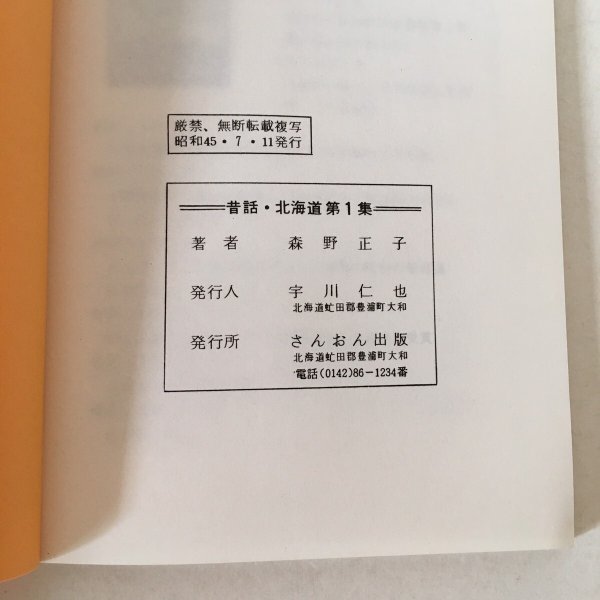 厳禁、無断転載複写
昭和45・7・11発行
昔話・北海道第1集
著者 森野正子
発行人 宇川仁也
北海道虻田郡豊浦町大和
発行所 さんおん出版
北海道虻田郡豊浦町大和
電話(0142)86-1234番